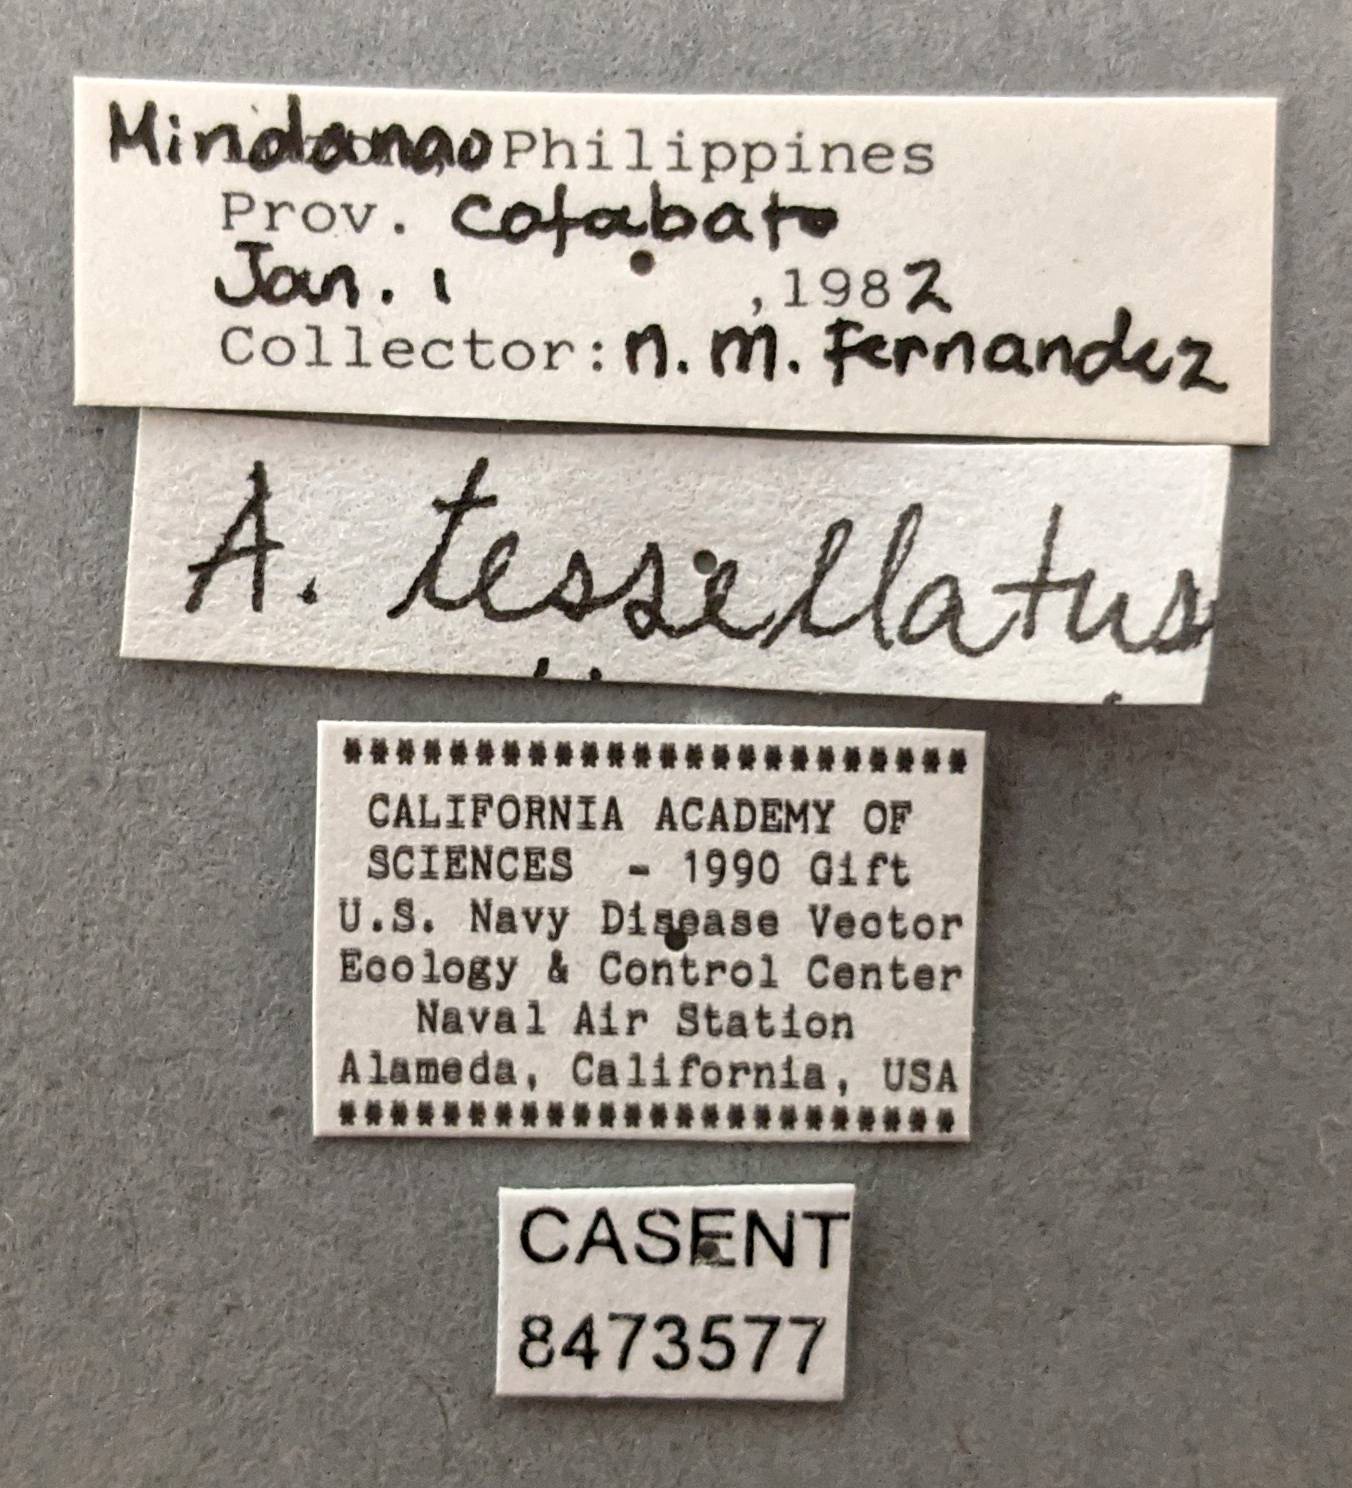 Mindanao Philippines
Prov. Cotabato
Jan. 1 ,1982
Collector: n. m. Fernandez
A. tessellatus
************************
CALIFORNIA ACADEMY OF
SCIENCES - 1990 Gift
U.S. Navy Disease Vector
Ecology & Control Center
Naval Air Station
Alameda, California, USA
************************
CASENT
8473577